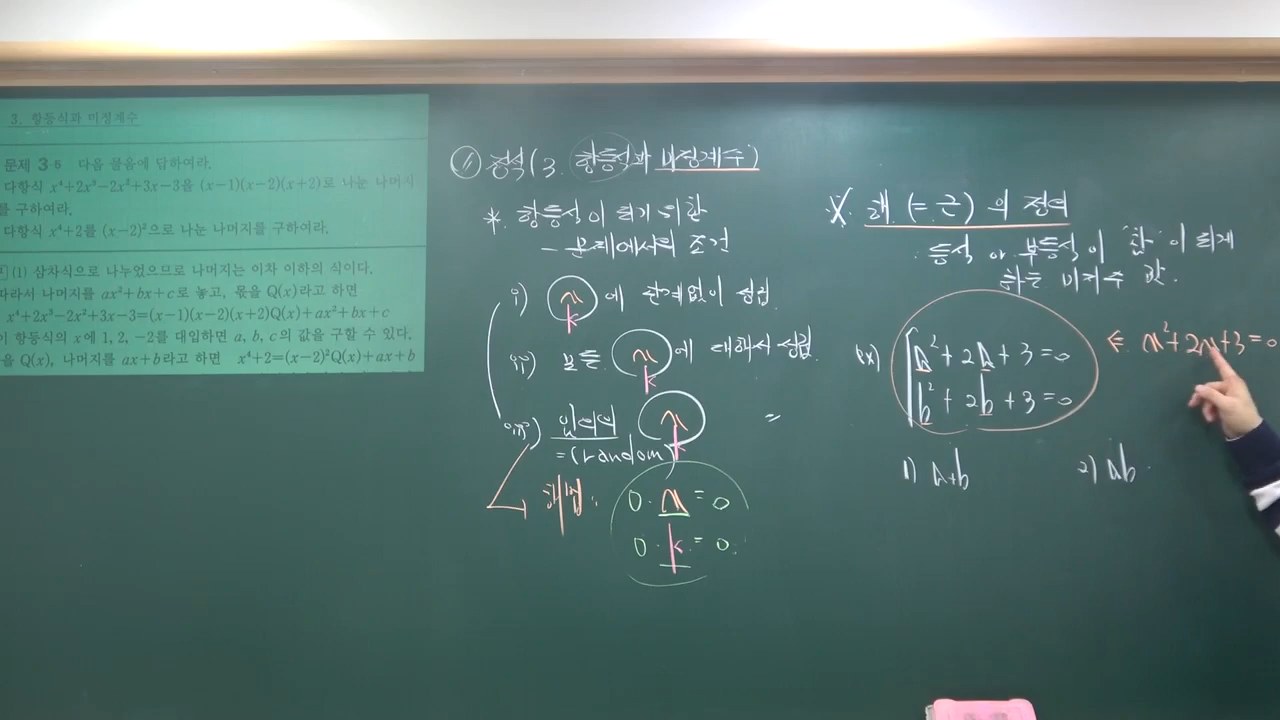 3. 항등식과 미정계수
문제 3-5 다음 물음에 답하여라.
다항식 x⁴+2x³-2x²+3x-3을 (x-1)(x-2)(x+2)로 나눈 나머지
를 구하여라.
다항식 x⁴+2를 (x-2)²으로 나눈 나머지를 구하여라.
(1) 삼차식으로 나누었으므로 나머지는 이차 이하의 식이다.
따라서 나머지를 ax²+bx+c로 놓고, 몫을 Q(x)라고 하면
x⁴+2x³-2x²+3x-3=(x-1)(x-2)(x+2)Q(x)+ax²+bx+c
이 항등식의 x에 1, 2, -2를 대입하면 a, b, c의 값을 구할 수 있다.
을 Q(x), 나머지를 ax+b라고 하면 x⁴+2=(x-2)²Q(x)+ax+b
정석(3. 항등식과 미정계수)
*. 항등식이 되기 위한
- 문제에서의 조건
i) x에 관계없이 성립
k
ii) 모든 x에 대해서 성립
k
iii) 임의의 x =
k
=(random)
해법: 0·x=0
0·k=0.
※. 해 (=근)의 정의
. 등식 or 부등식이 '참'이 되게
하는 미지수 값.
ex) a²+2a+3=0 ⇐ x²+2x+3=0
b²+2b+3=0
1) a+b 2) ab.